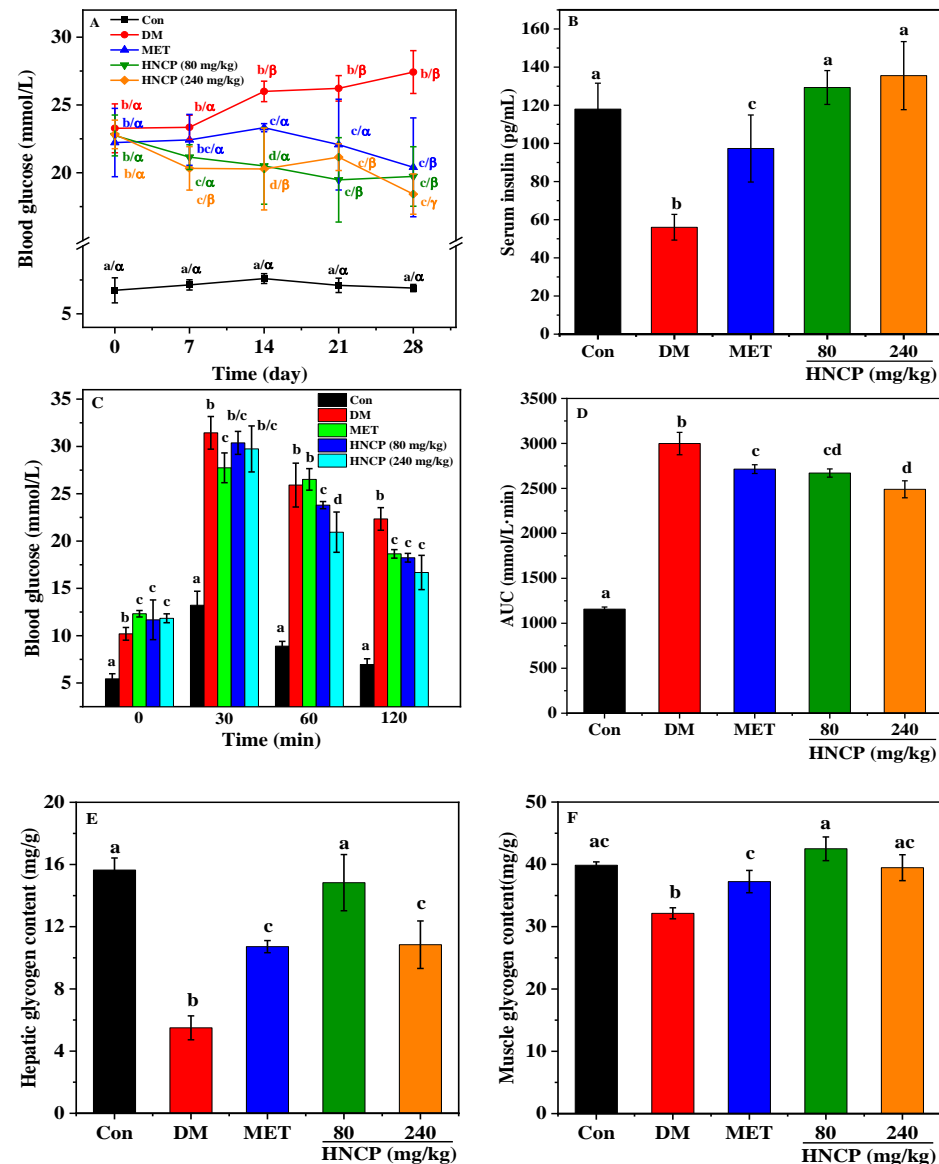 A
Con
DM
MET
HNCP (80 mg/kg)
HNCP (240 mg/kg)
Blood glucose (mmol/L)
30
25
20
5
b/α
b/α
b/β
b/β
b/β
b/α
bc/α
c/α
c/α
c/β
b/α
c/α
d/α
c/β
c/β
b/α
c/β
d/β
c/β
c/γ
a/α
a/α
a/α
a/α
a/α
0 7 14 21 28
Time (day)
B
Serum insulin (pg/mL)
160
140
120
100
80
60
40
20
0
a b c a a
Con DM MET 80 240
HNCP (mg/kg)
C
Con
DM
MET
HNCP (80 mg/kg)
HNCP (240 mg/kg)
Blood glucose (mmol/L)
35
30
25
20
15
10
5
a b c c c
a b c b/c b/c
a b b c d
a b c c c
0 30 60 120
Time (min)
D
AUC (mmol/L·min)
3500
3000
2500
2000
1500
1000
500
0
a b c cd d
Con DM MET 80 240
HNCP (mg/kg)
E
Hepatic glycogen content (mg/g)
20
16
12
8
4
0
a b c a c
Con DM MET 80 240
HNCP (mg/kg)
F
Muscle glycogen content(mg/g)
50
40
30
20
10
0
ac b c a ac
Con DM MET 80 240
HNCP (mg/kg)